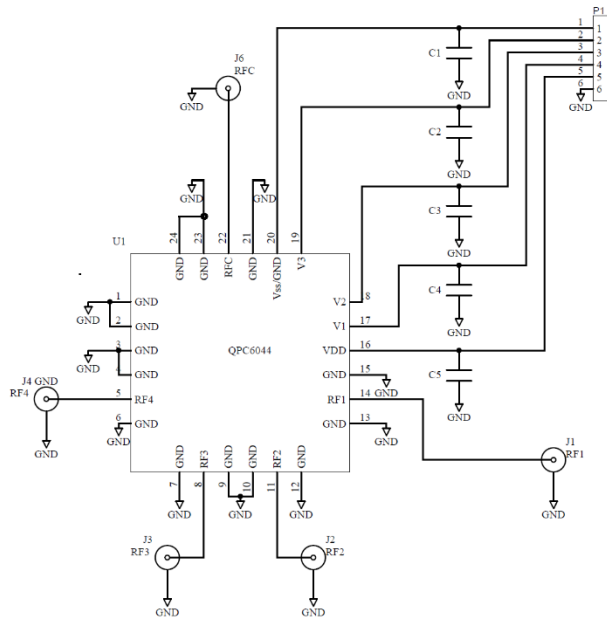 P1
1 1
2 2
3 3
4 4
5 5
6 6
GND
C1
GND
C2
GND
C3
GND
C4
GND
C5
GND
J6
RFC
GND
GND
GND
24 23 22 21 20 19
U1
GND GND RFC GND Vss/GND V3
1 GND
2 GND
GND
3 GND
4 GND
GND
5 RF4
6 GND
GND
J4 GND
RF4
GND
QPC6044
V2 8
V1 17
VDD 16
GND 15
GND
RF1 14
GND 13
GND
GND RF3 GND GND RF2 GND
7 8 9 10 11 12
GND GND GND
J1
RF1
GND
J3
RF3
GND
J2
RF2
GND